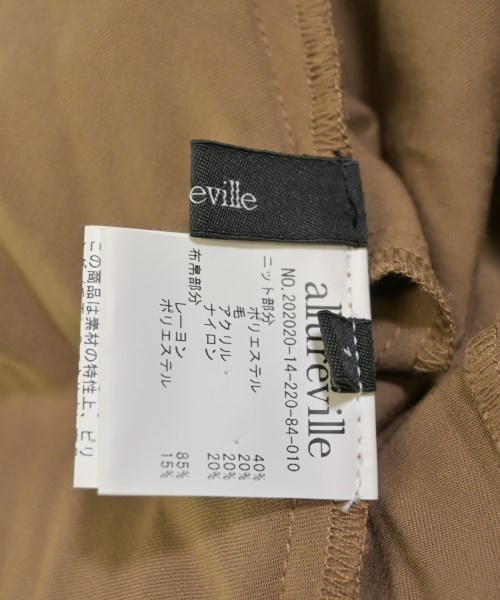 eville
allureville
NO.202020-14-220-84-010
ニット部分
ポリエステル 40%
毛 20%
アクリル 20%
ナイロン 20%
布帛部分
レーヨン 85%
ポリエステル 15%
この商品は素材の特性上、ピリ